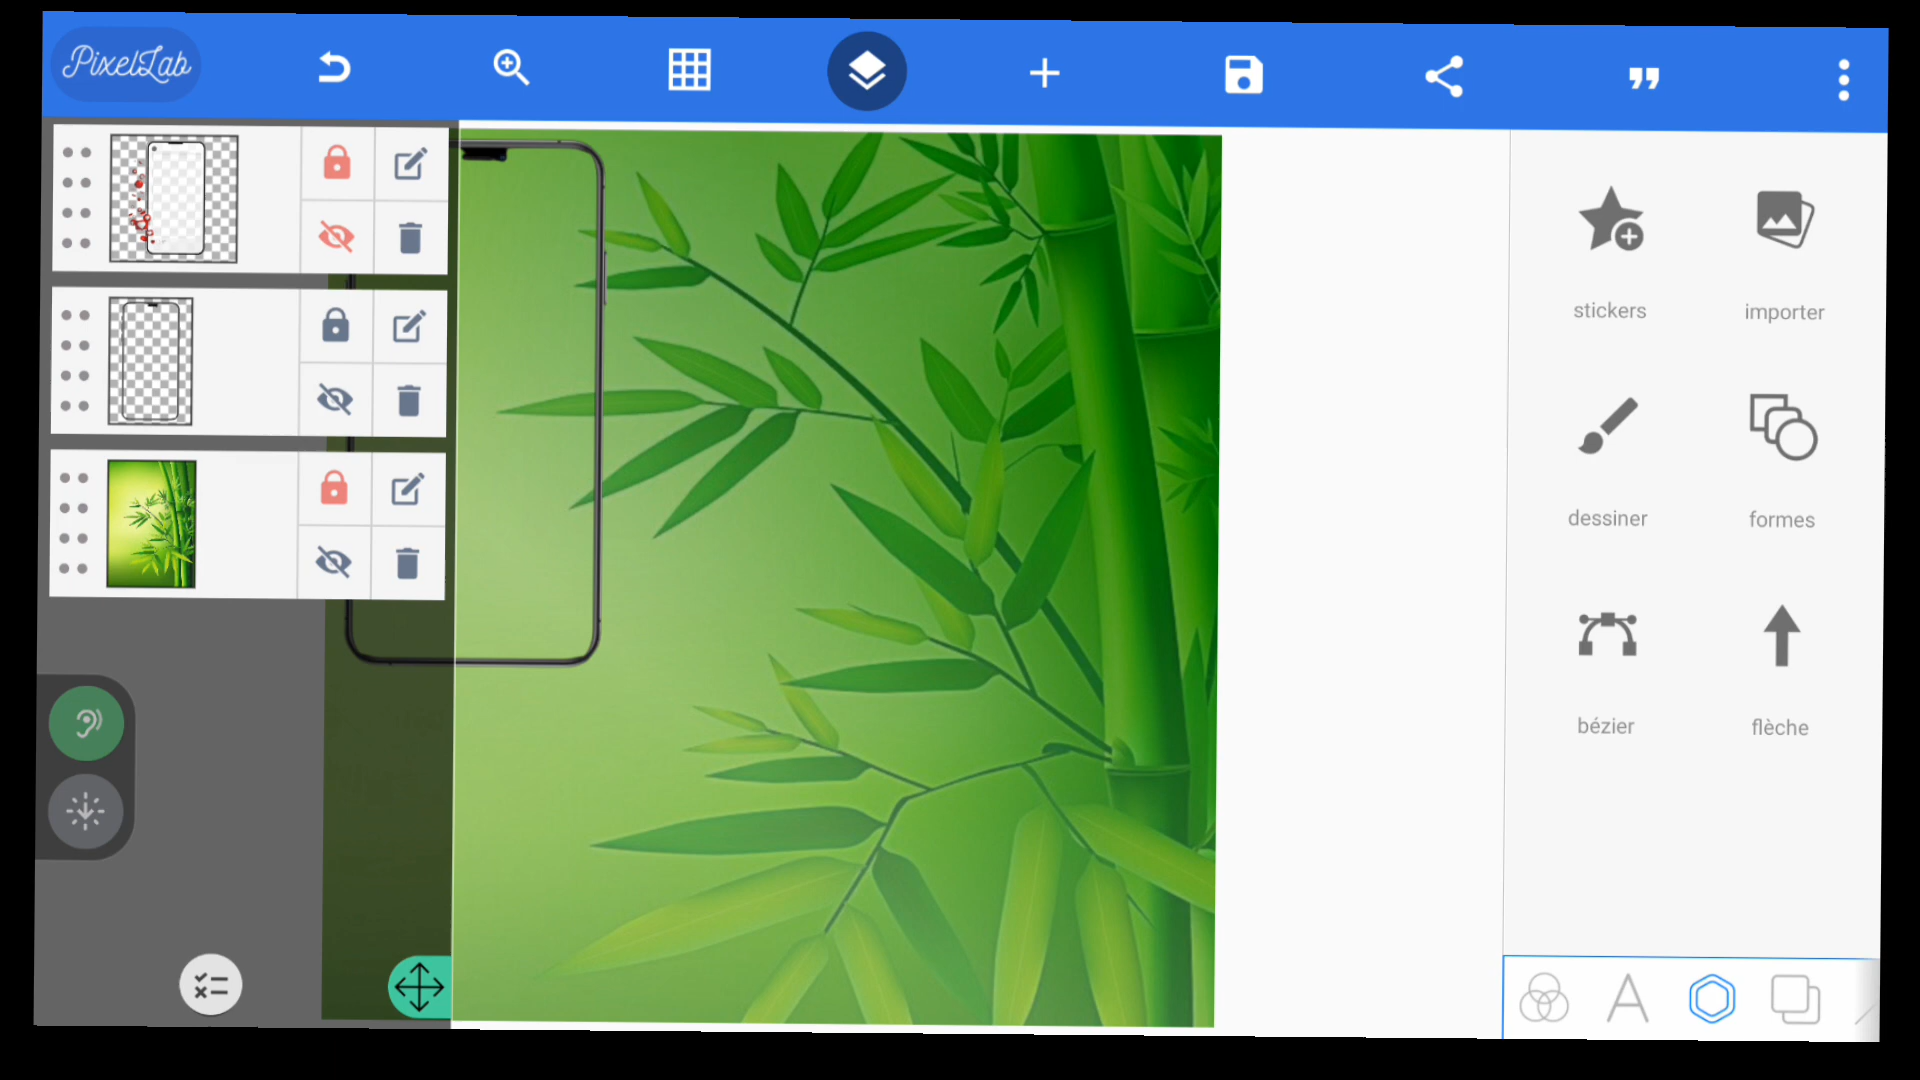 PixelLab
stickers
importer
dessiner
formes
bézier
flèche